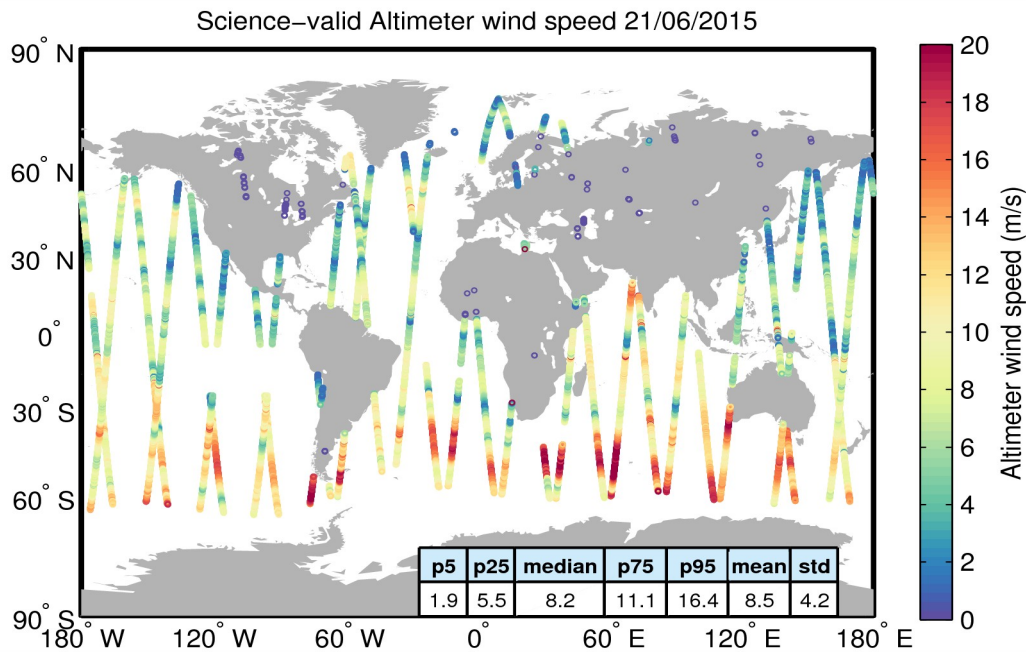 Science−valid Altimeter wind speed 21/06/2015
90° N
60° N
30° N
0°
30° S
60° S
90° S
180° W
120° W
60° W
0°
60° E
120° E
180° E
p5 p25 median p75 p95 mean std
1.9 5.5 8.2 11.1 16.4 8.5 4.2
20
18
16
14
12
10
8
6
4
2
0
Altimeter wind speed (m/s)